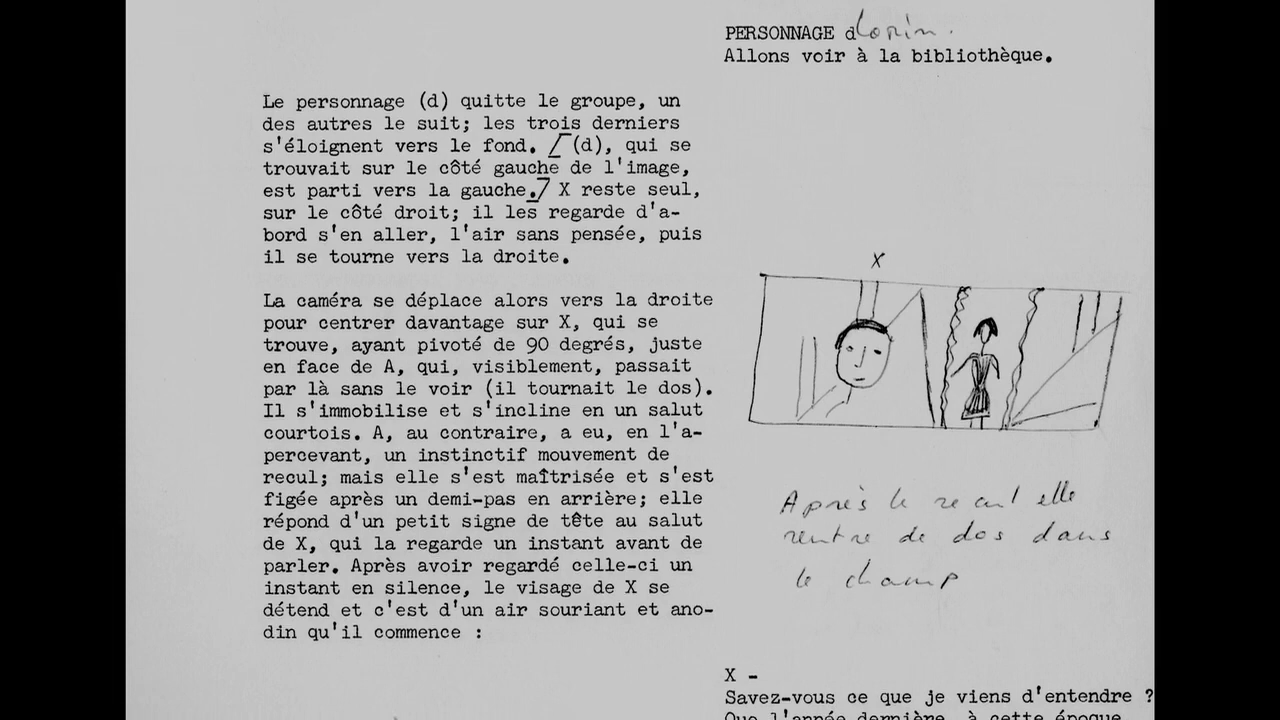 PERSONNAGE d Lorin.
Allons voir à la bibliothèque.
Le personnage (d) quitte le groupe, un
des autres le suit; les trois derniers
s'éloignent vers le fond. [(d), qui se
trouvait sur le côté gauche de l'image,
est parti vers la gauche.] X reste seul,
sur le côté droit; il les regarde d'a-
bord s'en aller, l'air sans pensée, puis
il se tourne vers la droite.
La caméra se déplace alors vers la droite
pour centrer davantage sur X, qui se
trouve, ayant pivoté de 90 degrés, juste
en face de A, qui, visiblement, passait
par là sans le voir (il tournait le dos).
Il s'immobilise et s'incline en un salut
courtois. A, au contraire, a eu, en l'a-
percevant, un instinctif mouvement de
recul; mais elle s'est maîtrisée et s'est
figée après un demi-pas en arrière; elle
répond d'un petit signe de tête au salut
de X, qui la regarde un instant avant de
parler. Après avoir regardé celle-ci un
instant en silence, le visage de X se
détend et c'est d'un air souriant et ano-
din qu'il commence :
X
Après le recul elle
rentre de dos dans
le champ
X -
Savez-vous ce que je viens d'entendre ?
Que l'année dernière, à cette époque